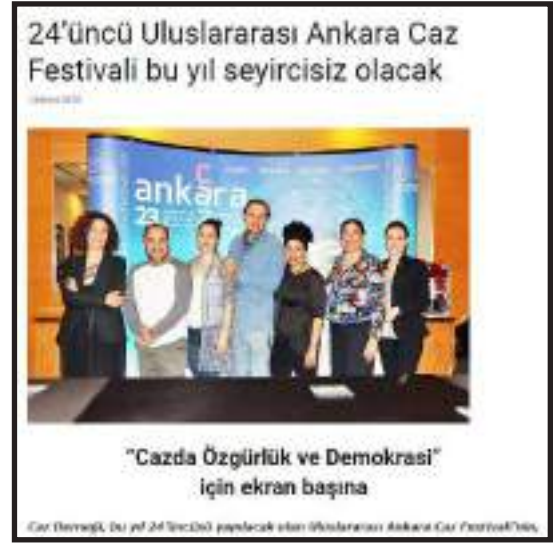 24'üncü Uluslararası Ankara Caz
Festivali bu yıl seyircisiz olacak
ankara
23
"Cazda Özgürlük ve Demokrasi"
için ekran başına
Caz Derneği, bu yıl 24'üncüsü yapılacak olan Uluslararası Ankara Caz Festivali'nin,